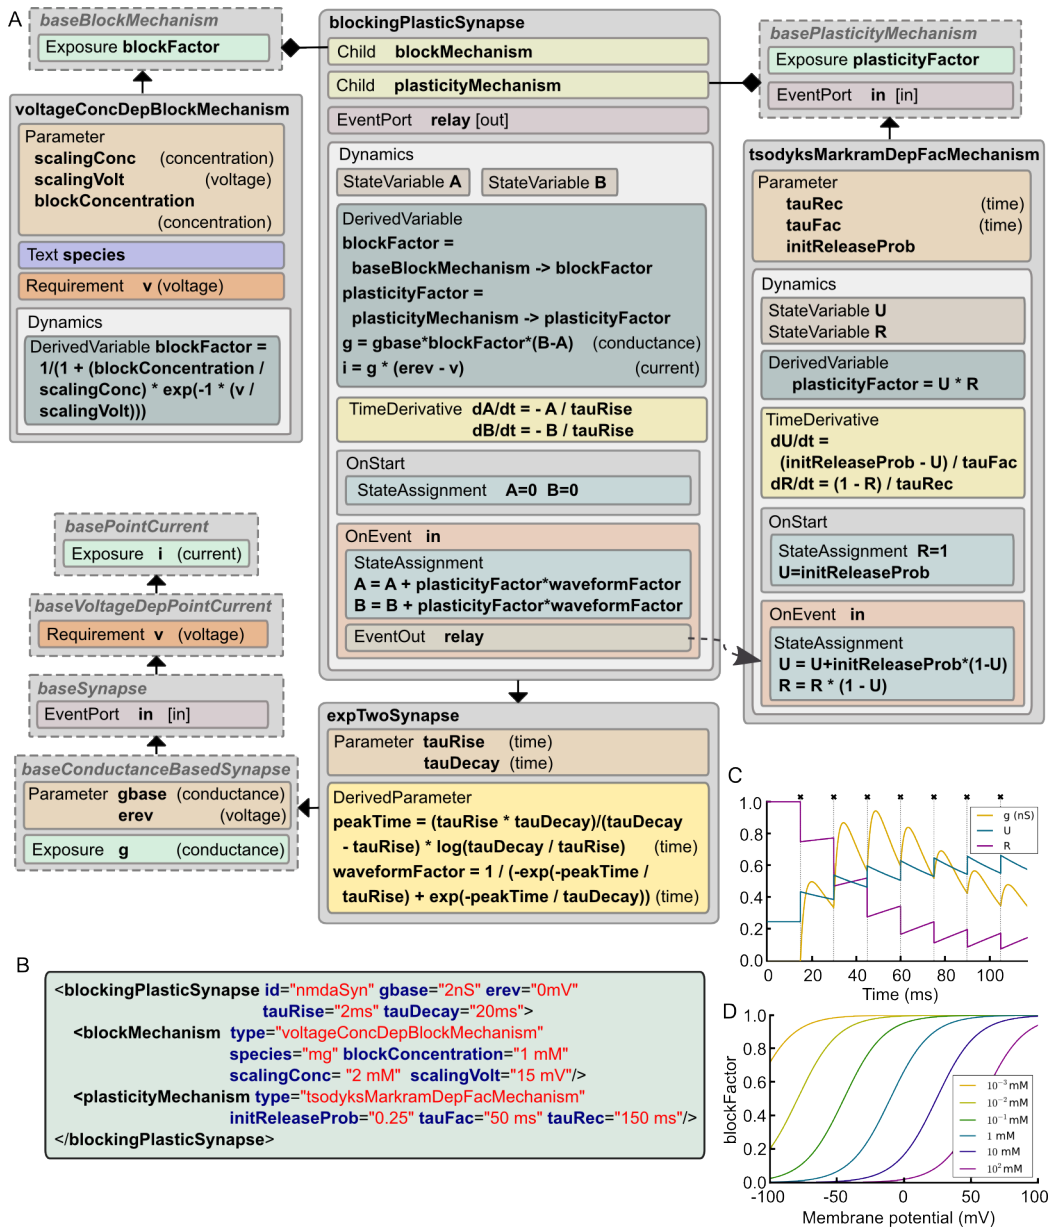 A
baseBlockMechanism
Exposure blockFactor
voltageConcDepBlockMechanism
Parameter
scalingConc (concentration)
scalingVolt (voltage)
blockConcentration
(concentration)
Text species
Requirement v (voltage)
Dynamics
DerivedVariable blockFactor =
1/(1 + (blockConcentration /
scalingConc) * exp(-1 * (v /
scalingVolt)))
blockingPlasticSynapse
Child blockMechanism
Child plasticityMechanism
EventPort relay [out]
Dynamics
StateVariable A StateVariable B
DerivedVariable
blockFactor =
baseBlockMechanism -> blockFactor
plasticityFactor =
plasticityMechanism -> plasticityFactor
g = gbase*blockFactor*(B-A) (conductance)
i = g * (erev - v) (current)
TimeDerivative dA/dt = - A / tauRise
dB/dt = - B / tauRise
OnStart
StateAssignment A=0 B=0
OnEvent in
StateAssignment
A = A + plasticityFactor*waveformFactor
B = B + plasticityFactor*waveformFactor
EventOut relay
basePlasticityMechanism
Exposure plasticityFactor
EventPort in [in]
tsodyksMarkramDepFacMechanism
Parameter
tauRec (time)
tauFac (time)
initReleaseProb
Dynamics
StateVariable U
StateVariable R
DerivedVariable
plasticityFactor = U * R
TimeDerivative
dU/dt =
(initReleaseProb - U) / tauFac
dR/dt = (1 - R) / tauRec
OnStart
StateAssignment R=1
U=initReleaseProb
OnEvent in
StateAssignment
U = U+initReleaseProb*(1-U)
R = R * (1 - U)
basePointCurrent
Exposure i (current)
baseVoltageDepPointCurrent
Requirement v (voltage)
baseSynapse
EventPort in [in]
baseConductanceBasedSynapse
Parameter gbase (conductance)
erev (voltage)
Exposure g (conductance)
expTwoSynapse
Parameter tauRise (time)
tauDecay (time)
DerivedParameter
peakTime = (tauRise * tauDecay)/(tauDecay
- tauRise) * log(tauDecay / tauRise) (time)
waveformFactor = 1 / (-exp(-peakTime /
tauRise) + exp(-peakTime / tauDecay)) (time)
B
<blockingPlasticSynapse id="nmdaSyn" gbase="2nS" erev="0mV"
tauRise="2ms" tauDecay="20ms">
<blockMechanism type="voltageConcDepBlockMechanism"
species="mg" blockConcentration="1 mM"
scalingConc= "2 mM" scalingVolt="15 mV"/>
<plasticityMechanism type="tsodyksMarkramDepFacMechanism"
initReleaseProb="0.25" tauFac="50 ms" tauRec="150 ms"/>
</blockingPlasticSynapse>
C
1.0
0.8
0.6
0.4
0.2
0.0
g (nS)
U
R
0 20 40 60 80 100
Time (ms)
D
1.0
0.8
0.6
0.4
0.2
0.0
blockFactor
10⁻³ mM
10⁻² mM
10⁻¹ mM
1 mM
10 mM
10² mM
-100 -50 0 50 100
Membrane potential (mV)